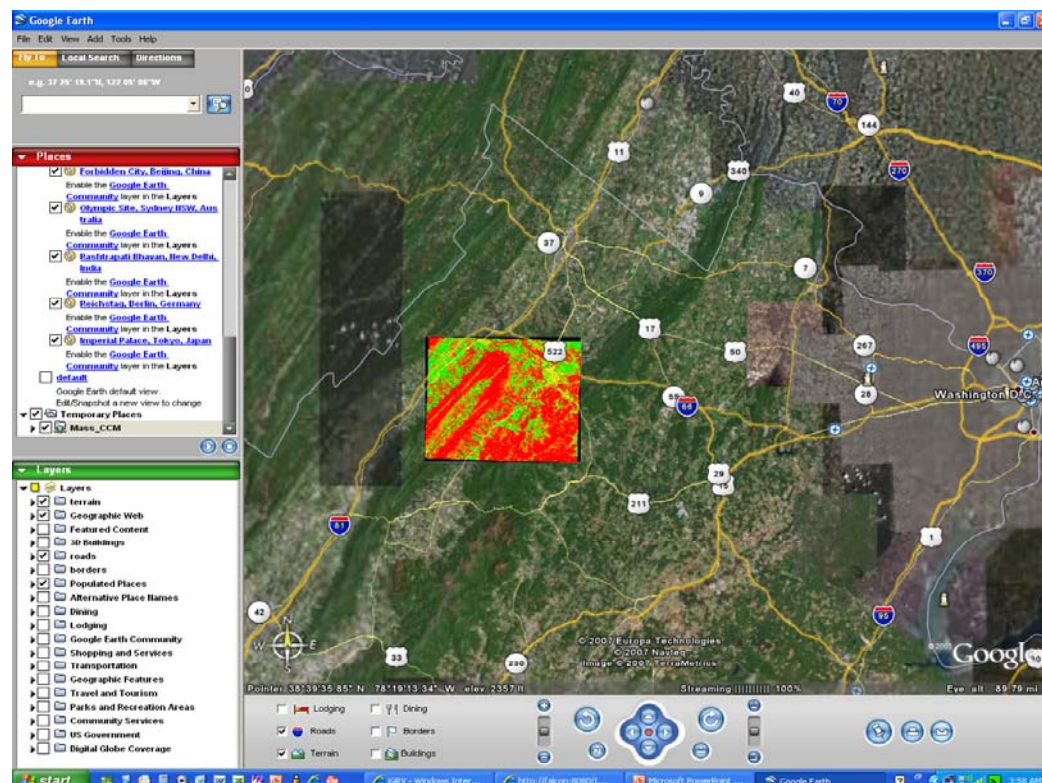 Google Earth
File Edit View Add Tools Help
Fly To Local Search Directions
e.g. 37 25' 19.1"N, 122 05' 06"W
Places
Forbidden City, Beijing, China
Enable the Google Earth
Community layer in the Layers
Olympic Site, Sydney NSW, Aus
tralia
Enable the Google Earth
Community layer in the Layers
Rashtrapati Bhavan, New Delhi,
India
Enable the Google Earth
Community layer in the Layers
Reichstag, Berlin, Germany
Enable the Google Earth
Community layer in the Layers
Imperial Palace, Tokyo, Japan
Enable the Google Earth
Community layer in the Layers
default
Google Earth default view.
Edit/Snapshot a new view to change
Temporary Places
Mass_CCM
Layers
Layers
terrain
Geographic Web
Featured Content
3D Buildings
roads
borders
Populated Places
Alternative Place Names
Dining
Lodging
Google Earth Community
Shopping and Services
Transportation
Geographic Features
Travel and Tourism
Parks and Recreation Areas
Community Services
US Government
Digital Globe Coverage
40
70
144
11
340
270
9
37
7
370
17
522
50
267
495
Washington D.C.
55
66
28
29
15
211
81
1
95
42
N
W E
33
230
© 2007 Europa Technologies
© 2007 Navteq
Image © 2007 TerraMetrics
Google
Pointer 38°39'35.85" N 78°19'13.34" W elev 2357 ft
Streaming |||||||||| 100%
Eye alt 89.79 mi
Lodging Dining
Roads Borders
Terrain Buildings
start
iGRV - Windows Inter...
http://falcon:8080/1...
Microsoft PowerPoint ...
Google Earth
7:58 AM